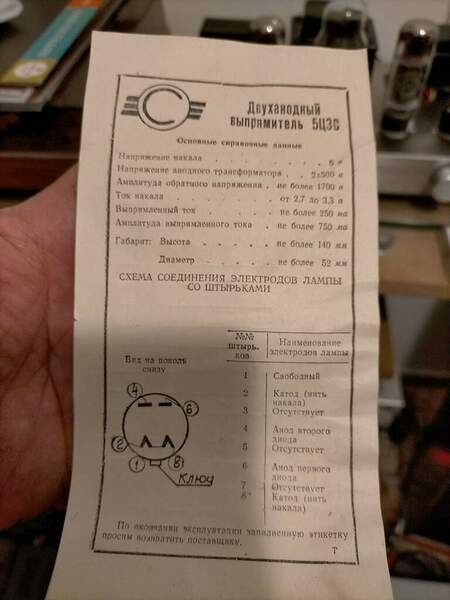 Двуханодный
выпрямитель 5Ц3С
Основные справочные данные
Напряжение накала . . . . . . 5 в
Напряжение анодного трансформатора . . 2х500 в
Амплитуда обратного напряжения . не более 1700 в
Ток накала . . . . . . от 2,7 до 3,3 а
Выпрямленный ток . . . . не более 250 ма
Амплитуда выпрямленного тока . не более 750 ма
Габарит: Высота . . . . . не более 140 мм
Диаметр . . . . . не более 52 мм
СХЕМА СОЕДИНЕНИЯ ЭЛЕКТРОДОВ ЛАМПЫ
СО ШТЫРЬКАМИ
Вид на цоколь
снизу
4
6
2
1
8
Ключ
№№
штырь-
ков
Наименование
электродов лампы
1 Свободный
2 Катод (нить
накала)
3 Отсутствует
4 Анод второго
диода
5 Отсутствует
6 Анод первого
диода
7 Отсутствует
8 Катод (нить
накала)
По окончании эксплуатации заполненную этикетку
просим возвратить поставщику.
Т